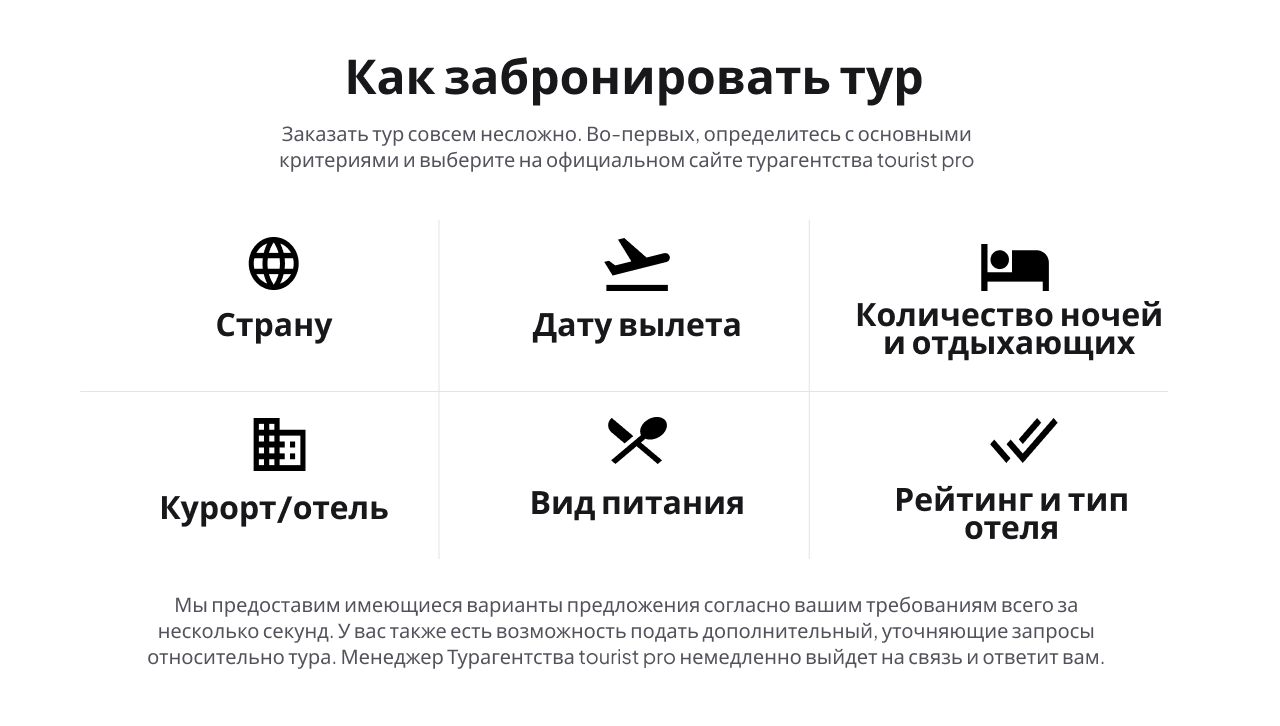 Как забронировать тур
Заказать тур совсем несложно. Во-первых, определитесь с основными
критериями и выберите на официальном сайте турагентства tourist pro
Страну
Дату вылета
Количество ночей
и отдыхающих
Курорт/отель
Вид питания
Рейтинг и тип
отеля
Мы предоставим имеющиеся варианты предложения согласно вашим требованиям всего за
несколько секунд. У вас также есть возможность подать дополнительный, уточняющие запросы
относительно тура. Менеджер Турагентства tourist pro немедленно выйдет на связь и ответит вам.